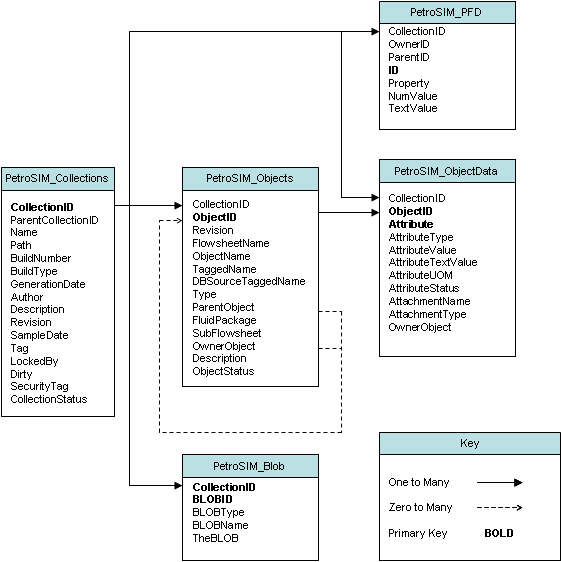 PetroSIM_PFD
CollectionID
OwnerID
ParentID
ID
Property
NumValue
TextValue
PetroSIM_Collections
CollectionID
ParentCollectionID
Name
Path
BuildNumber
BuildType
GenerationDate
Author
Description
Revision
SampleDate
Tag
LockedBy
Dirty
SecurityTag
CollectionStatus
PetroSIM_Objects
CollectionID
ObjectID
Revision
FlowsheetName
ObjectName
TaggedName
DBSourceTaggedName
Type
ParentObject
FluidPackage
SubFlowsheet
OwnerObject
Description
ObjectStatus
PetroSIM_ObjectData
CollectionID
ObjectID
Attribute
AttributeType
AttributeValue
AttributeTextValue
AttributeUOM
AttributeStatus
AttachmentName
AttachmentType
OwnerObject
PetroSIM_Blob
CollectionID
BLOBID
BLOBType
BLOBName
TheBLOB
Key
One to Many
Zero to Many
Primary Key BOLD